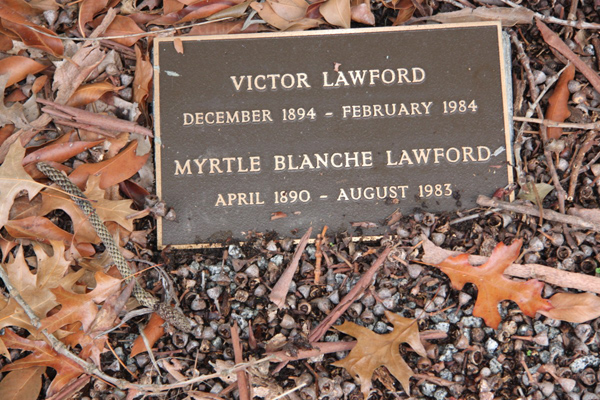 VICTOR LAWFORD
DECEMBER 1894 - FEBRUARY 1984
MYRTLE BLANCHE LAWFORD
APRIL 1890 - AUGUST 1983